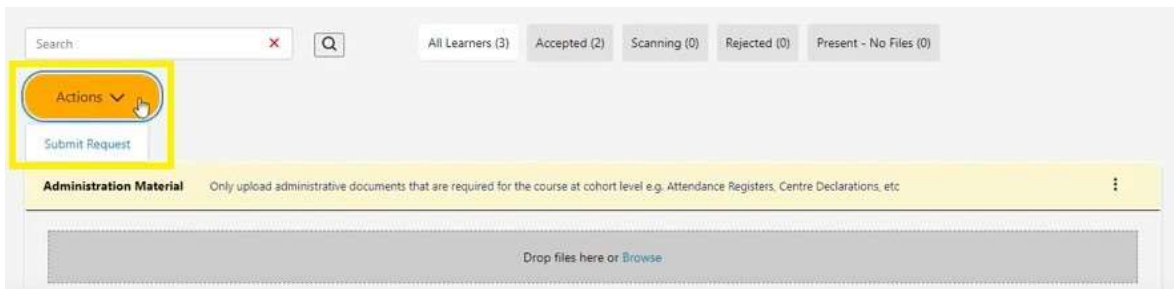 Search
All Learners (3) Accepted (2) Scanning (0) Rejected (0) Present - No Files (0)
Actions
Submit Request
Administration Material Only upload administrative documents that are required for the course at cohort level e.g. Attendance Registers, Centre Declarations, etc
Drop files here or Browse